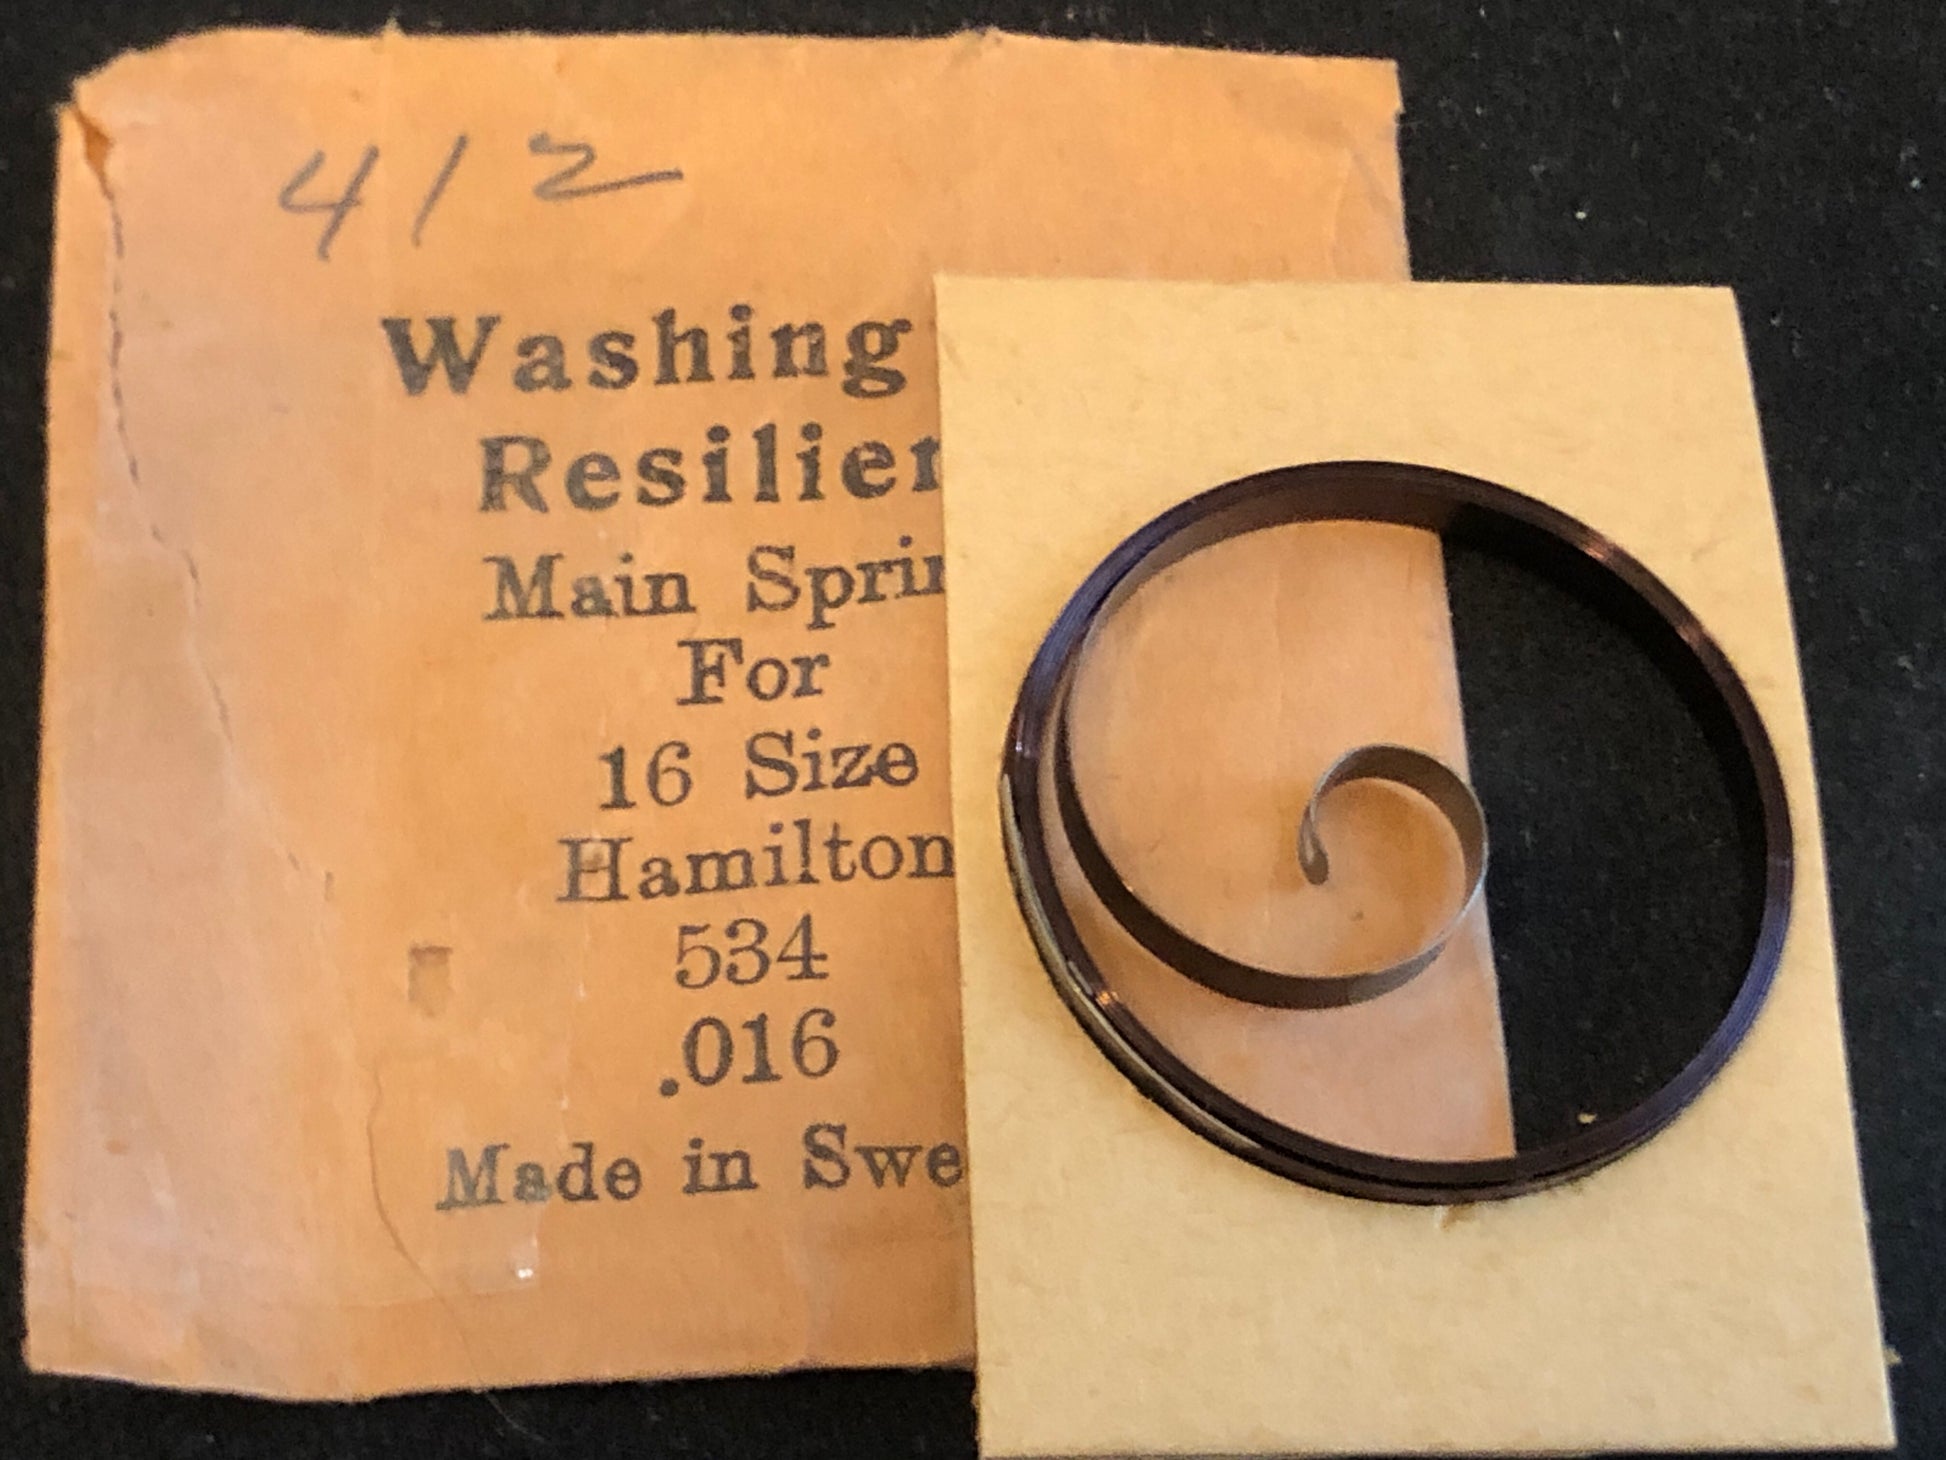 412
Washing
Resilien
Main Sprin
For
16 Size
Hamilton
534
.016
Made in Swe